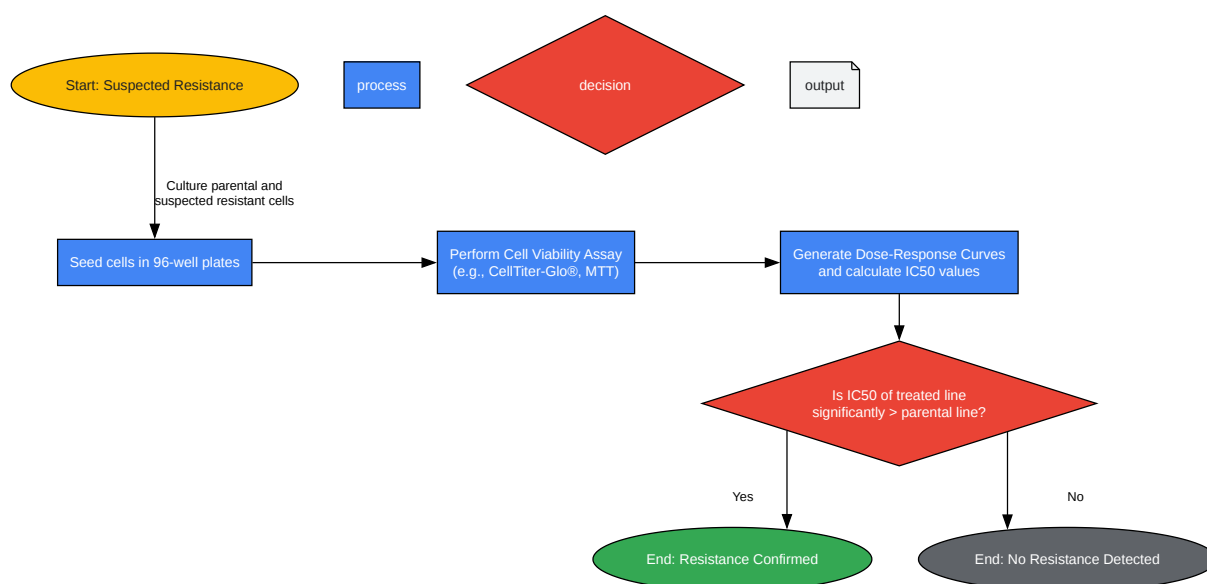 Start: Suspected Resistance
process
decision
output
Culture parental and
suspected resistant cells
Seed cells in 96-well plates
Perform Cell Viability Assay
(e.g., CellTiter-Glo®, MTT)
Generate Dose-Response Curves
and calculate IC50 values
Is IC50 of treated line
significantly > parental line?
Yes
No
End: Resistance Confirmed
End: No Resistance Detected